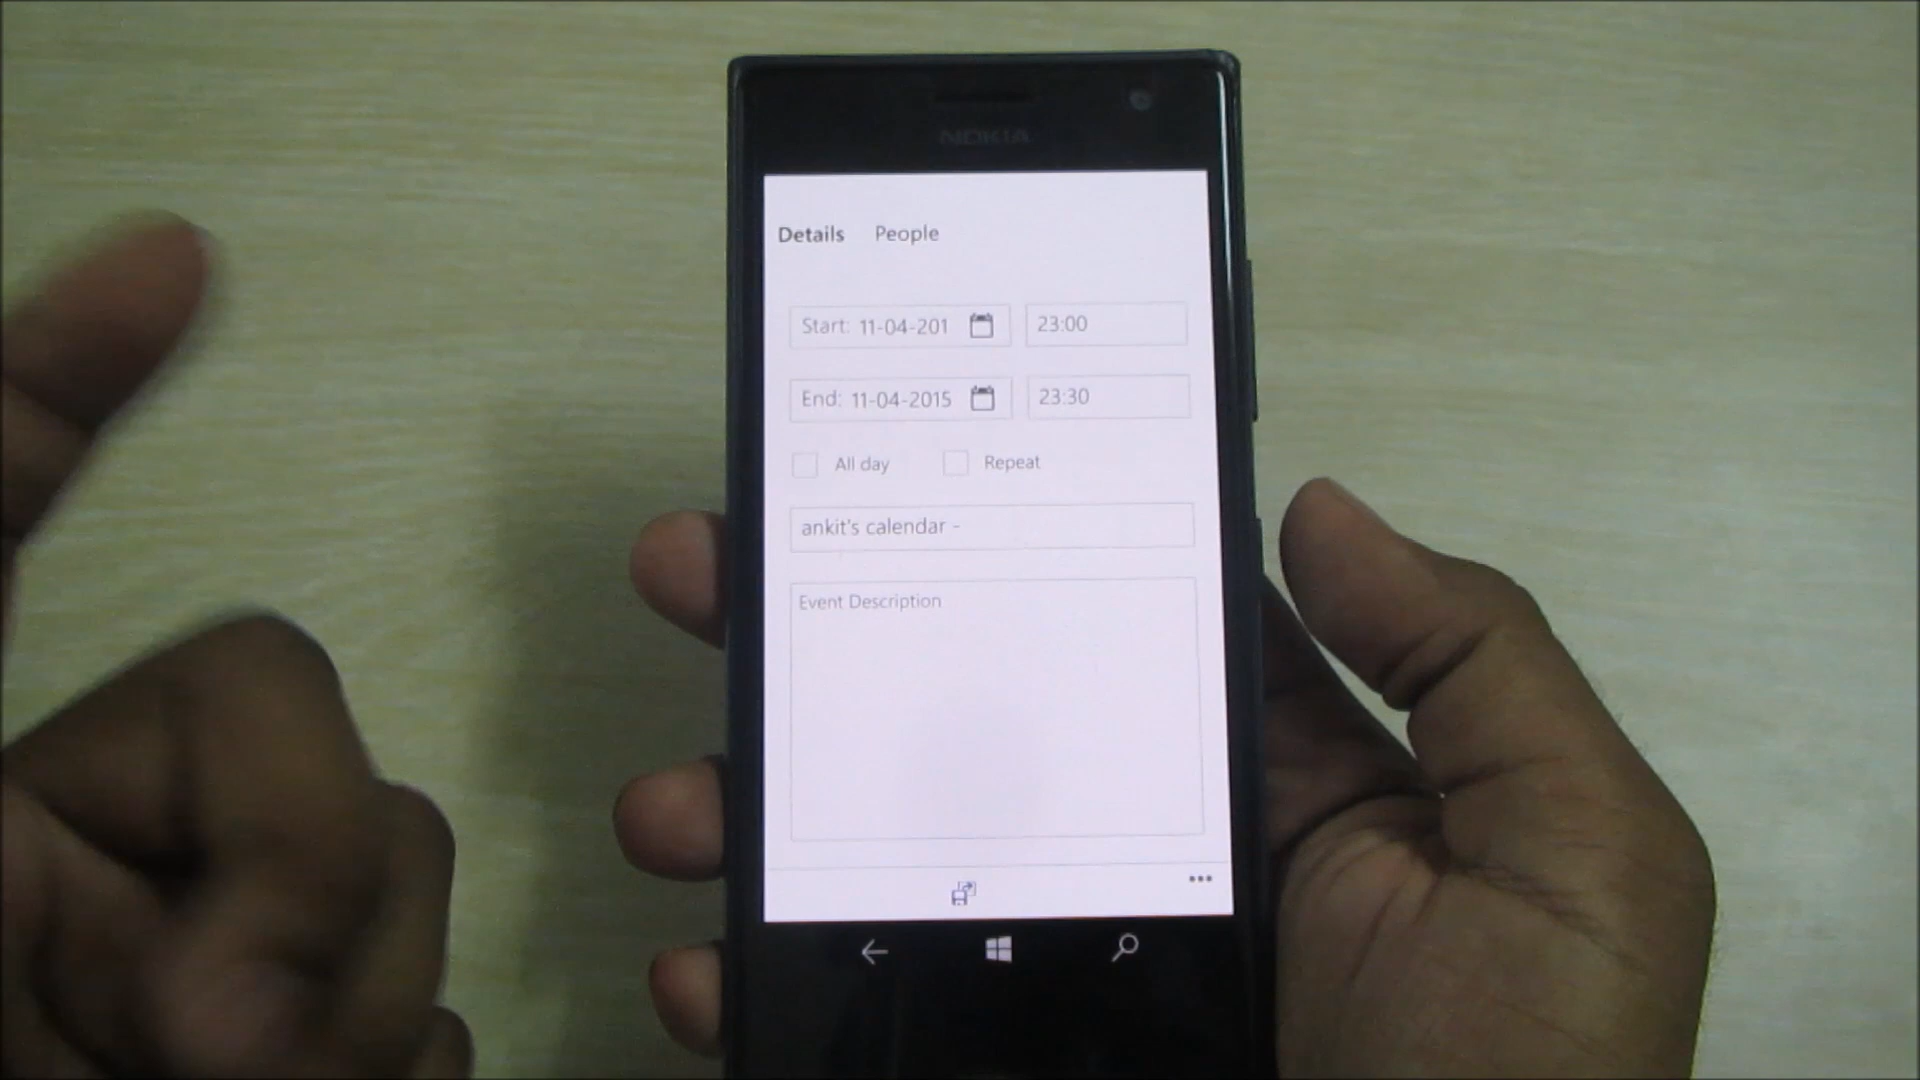 NOKIA
Details People
Start: 11-04-201 23:00
End: 11-04-2015 23:30
All day Repeat
ankit's calendar -
Event Description